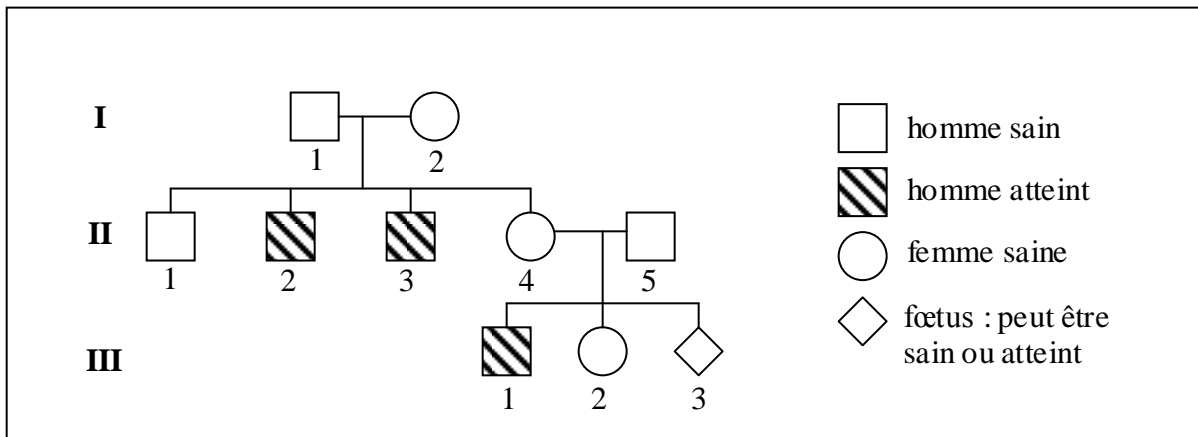 I
1
2
homme sain
homme atteint
II
1
2
3
4
5
femme saine
fœtus : peut être
sain ou atteint
III
1
2
3